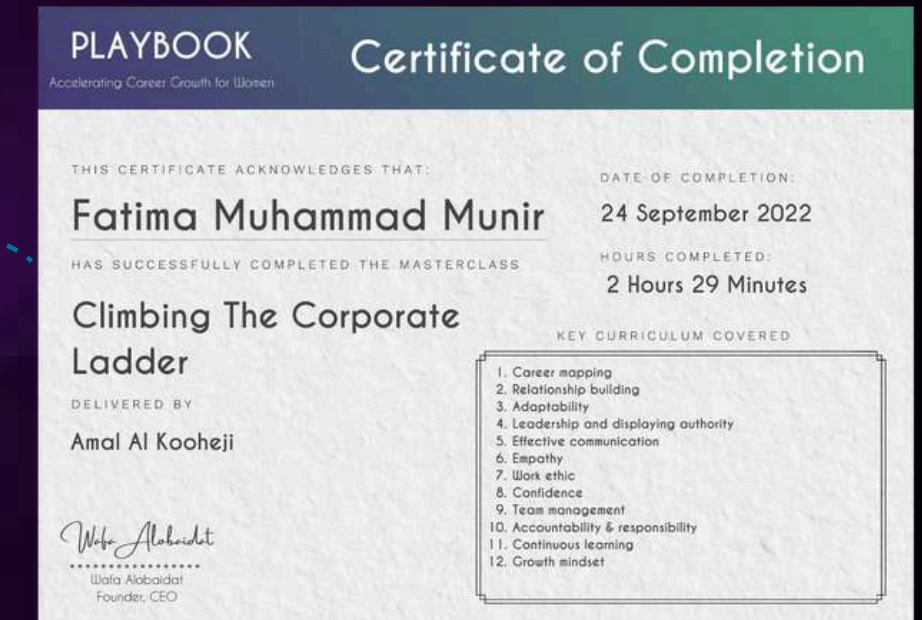 PLAYBOOK
Accelerating Career Growth for Women
Certificate of Completion
THIS CERTIFICATE ACKNOWLEDGES THAT:
Fatima Muhammad Munir
HAS SUCCESSFULLY COMPLETED THE MASTERCLASS
Climbing The Corporate
Ladder
DELIVERED BY
Amal Al Kooheji
Wafa Alobaidat
Wafa Alobaidat
Founder, CEO
DATE OF COMPLETION:
24 September 2022
HOURS COMPLETED:
2 Hours 29 Minutes
KEY CURRICULUM COVERED
1. Career mapping
2. Relationship building
3. Adaptability
4. Leadership and displaying authority
5. Effective communication
6. Empathy
7. Work ethic
8. Confidence
9. Team management
10. Accountability & responsibility
11. Continuous learning
12. Growth mindset